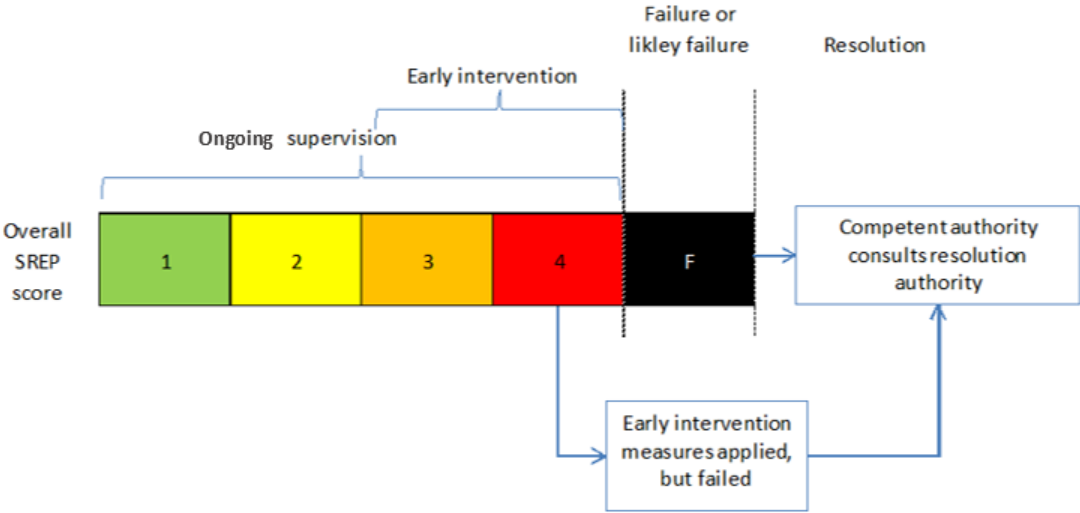 Failure or
likley failure
Resolution
Early intervention
Ongoing supervision
Overall
SREP
score
1
2
3
4
F
Competent authority
consults resolution
authority
Early intervention
measures applied,
but failed